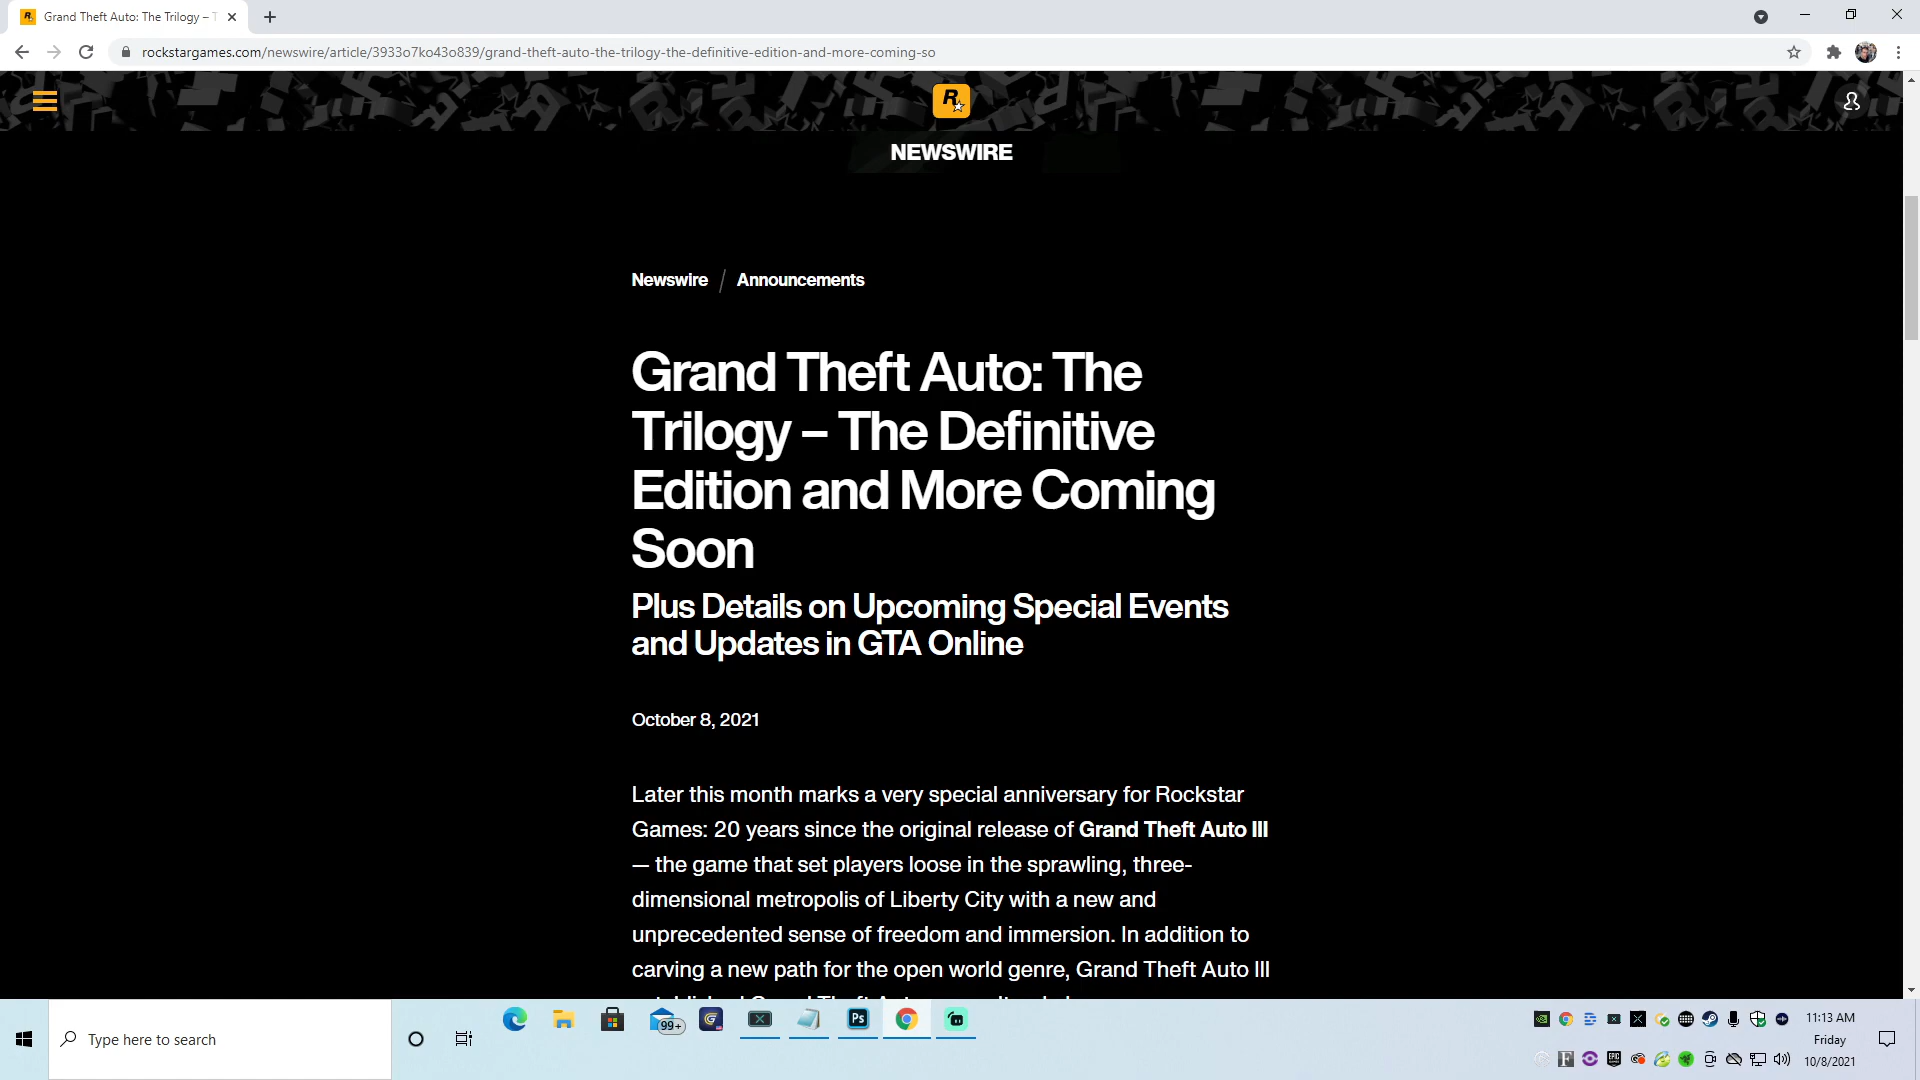 Grand Theft Auto: The Trilogy –
rockstargames.com/newswire/article/3933o7ko43o839/grand-theft-auto-the-trilogy-the-definitive-edition-and-more-coming-so
R
NEWSWIRE
Newswire / Announcements
Grand Theft Auto: The
Trilogy – The Definitive
Edition and More Coming
Soon
Plus Details on Upcoming Special Events
and Updates in GTA Online
October 8, 2021
Later this month marks a very special anniversary for Rockstar
Games: 20 years since the original release of Grand Theft Auto III
— the game that set players loose in the sprawling, three-
dimensional metropolis of Liberty City with a new and
unprecedented sense of freedom and immersion. In addition to
carving a new path for the open world genre, Grand Theft Auto III
Type here to search
99+
Ps
11:13 AM
Friday
10/8/2021